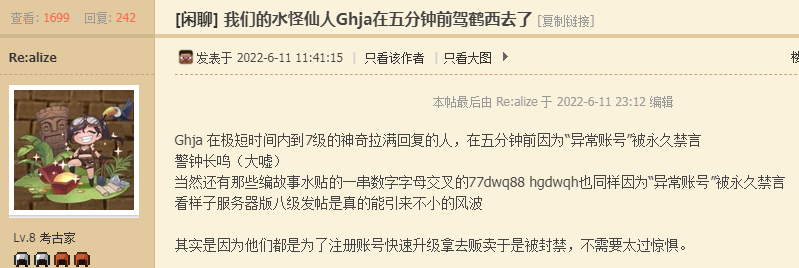 查看: 1699 回复: 242
[闲聊] 我们的水怪仙人Ghja在五分钟前驾鹤西去了 [复制链接]
Re:alize
发表于 2022-6-11 11:41:15 | 只看该作者 | 只看大图
本帖最后由 Re:alize 于 2022-6-11 23:12 编辑
Ghja 在极短时间内到7级的神奇拉满回复的人，在五分钟前因为“异常账号”被永久禁言
警钟长鸣（大嘘）
当然还有那些编故事水贴的一串数字字母交叉的77dwq88 hgdwqh也同样因为“异常账号”被永久禁言
看样子服务器版八级发帖是真的能引来不小的风波
其实是因为他们都是为了注册账号快速升级拿去贩卖于是被封禁，不需要太过惊惧。
Lv.8 考古家